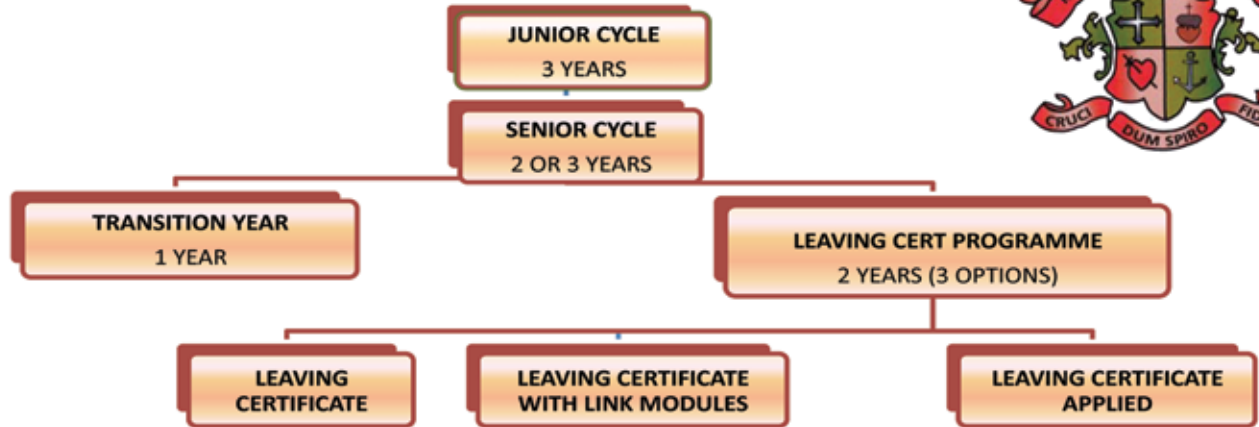 JUNIOR CYCLE
3 YEARS
SENIOR CYCLE
2 OR 3 YEARS
TRANSITION YEAR
1 YEAR
LEAVING CERT PROGRAMME
2 YEARS (3 OPTIONS)
LEAVING
CERTIFICATE
LEAVING CERTIFICATE
WITH LINK MODULES
LEAVING CERTIFICATE
APPLIED
CRUCI
DUM SPIRO